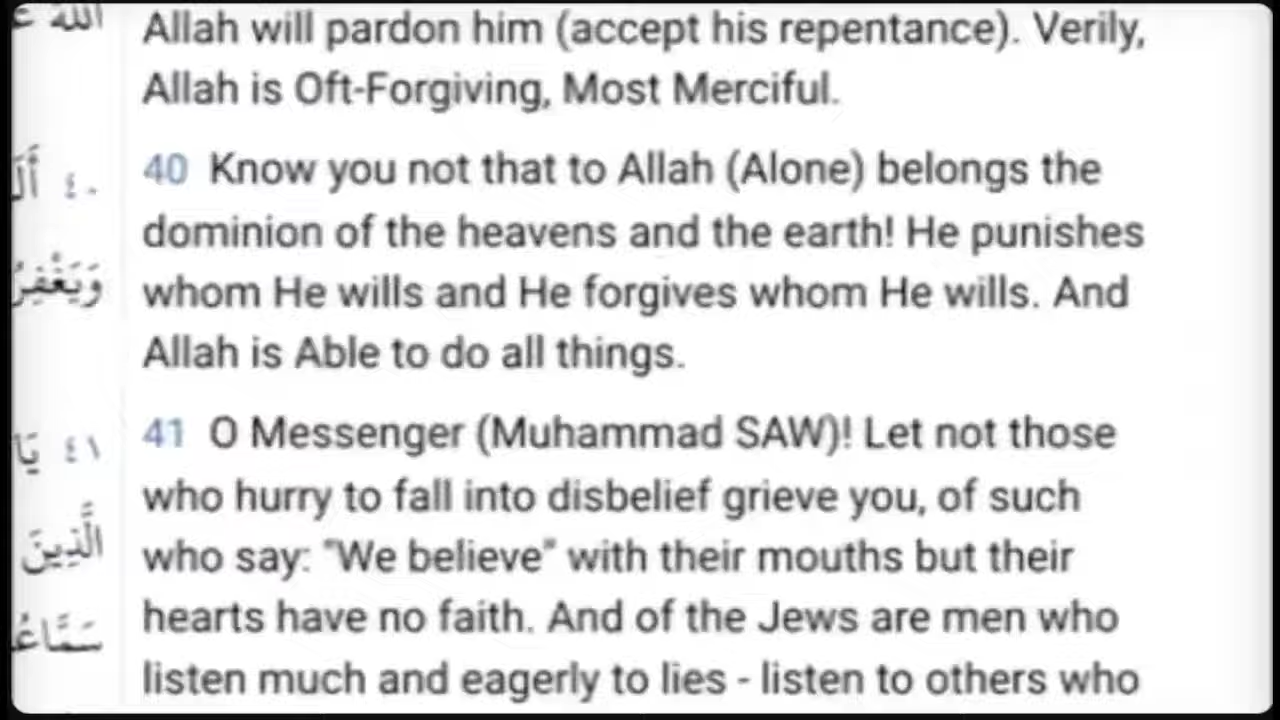 الله
Allah will pardon him (accept his repentance). Verily,
Allah is Oft-Forgiving, Most Merciful.
٤٠
40 Know you not that to Allah (Alone) belongs the
dominion of the heavens and the earth! He punishes
وَيَغْفِرُ
whom He wills and He forgives whom He wills. And
Allah is Able to do all things.
٤١ يَا
41 O Messenger (Muhammad SAW)! Let not those
who hurry to fall into disbelief grieve you, of such
الَّذِينَ
who say: "We believe" with their mouths but their
hearts have no faith. And of the Jews are men who
listen much and eagerly to lies - listen to others who